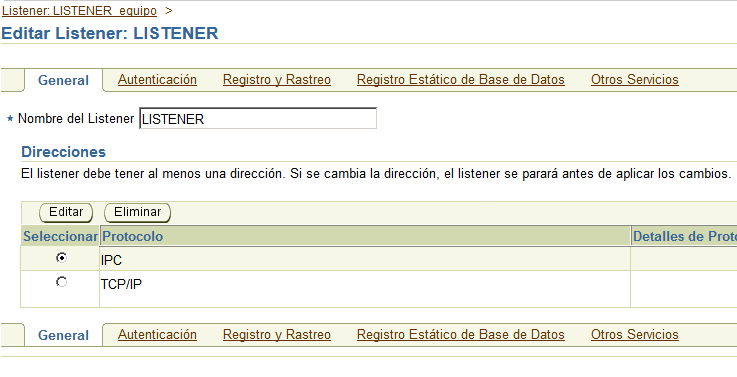 Listener: LISTENER_equipo >
Editar Listener: LISTENER
General Autenticación Registro y Rastreo Registro Estático de Base de Datos Otros Servicios
* Nombre del Listener LISTENER
Direcciones
El listener debe tener al menos una dirección. Si se cambia la dirección, el listener se parará antes de aplicar los cambios.
Editar Eliminar
Seleccionar Protocolo Detalles de Proto
IPC
TCP/IP
General Autenticación Registro y Rastreo Registro Estático de Base de Datos Otros Servicios